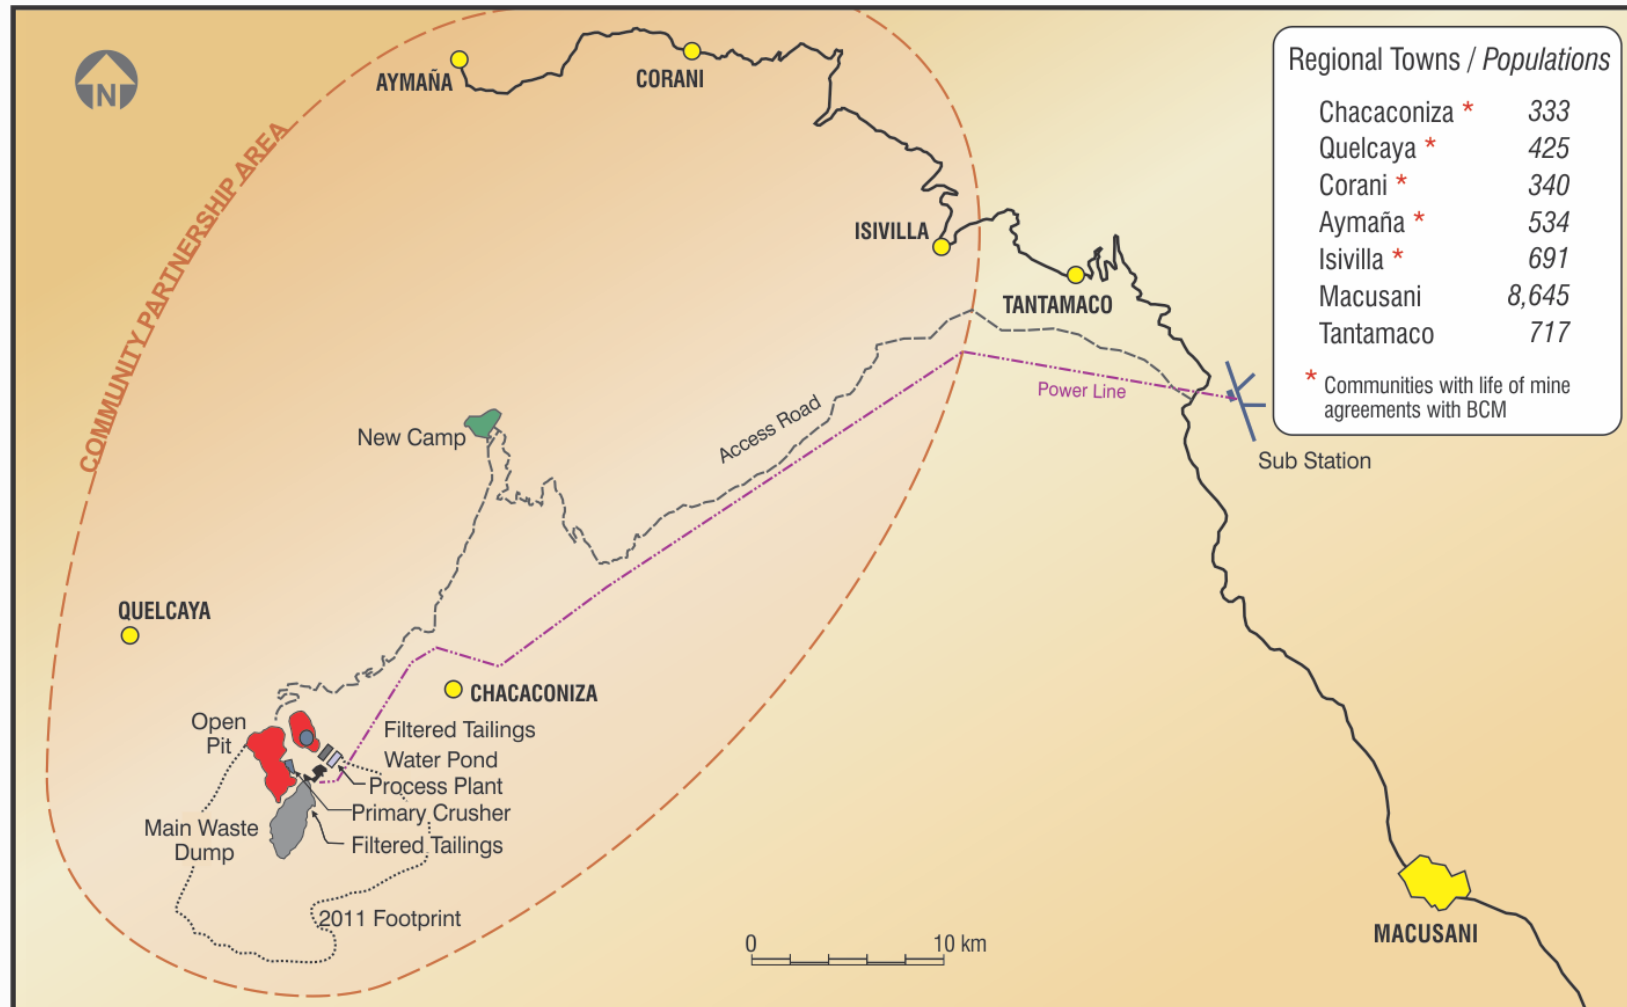 N
AYMAÑA
CORANI
COMMUNITY PARTNERSHIP AREA
ISIVILLA
TANTAMACO
Regional Towns / Populations
Chacaconiza * 333
Quelcaya * 425
Corani * 340
Aymaña * 534
Isivilla * 691
Macusani 8,645
Tantamaco 717
* Communities with life of mine
agreements with BCM
Power Line
Access Road
Sub Station
New Camp
QUELCAYA
CHACACONIZA
Open
Pit
Filtered Tailings
Water Pond
Process Plant
Primary Crusher
Filtered Tailings
Main Waste
Dump
2011 Footprint
0 10 km
MACUSANI